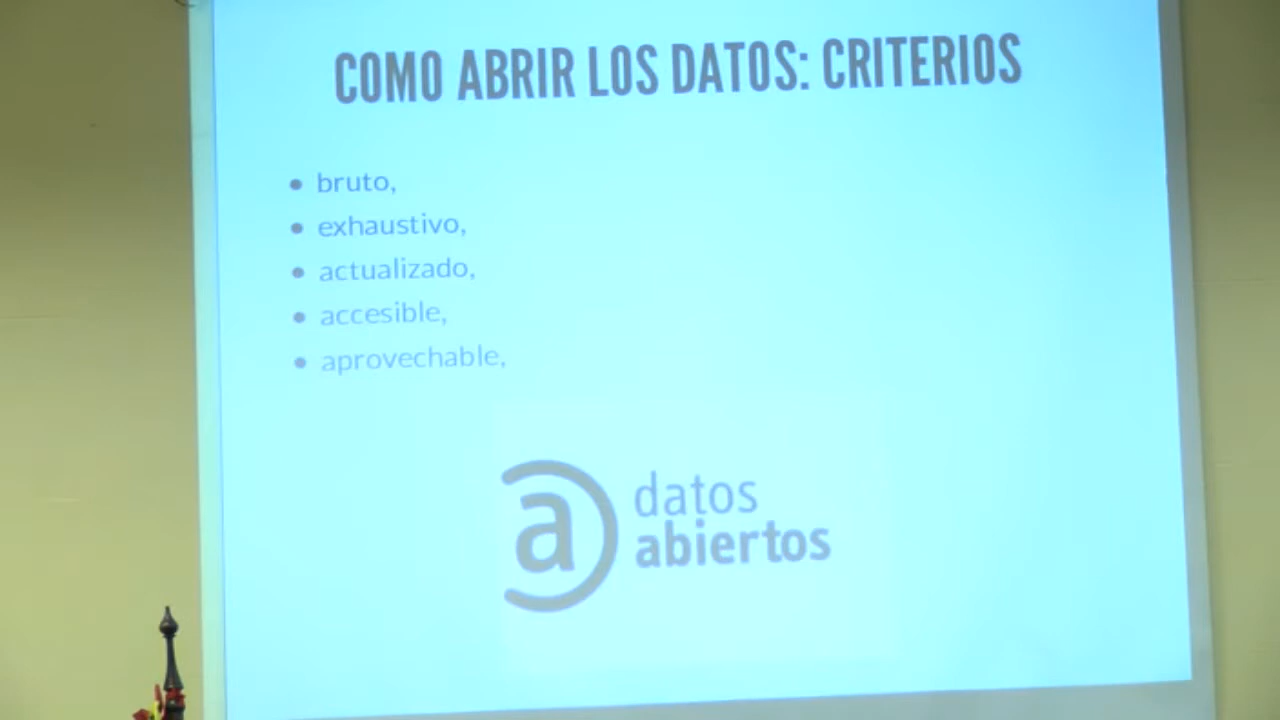 COMO ABRIR LOS DATOS: CRITERIOS
• bruto,
• exhaustivo,
• actualizado,
• accesible,
• aprovechable,
a datos
abiertos